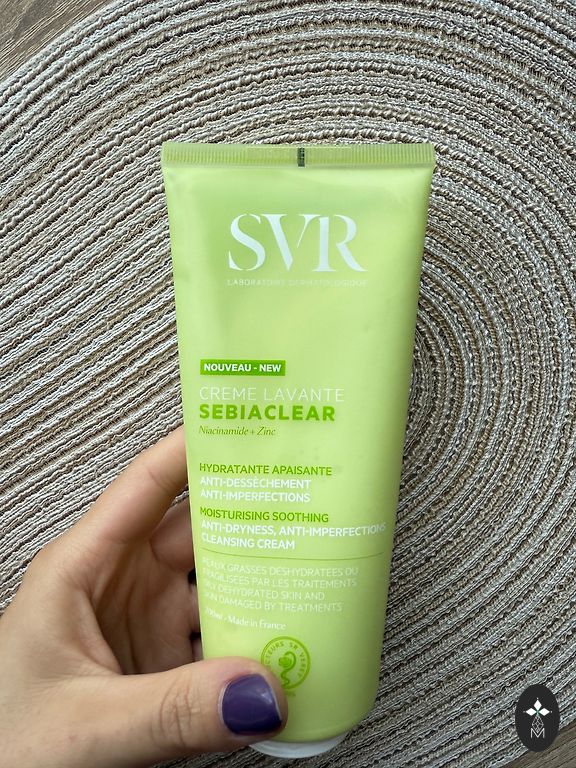 SVR
LABORATOIRE DERMATOLOGIQUE
NOUVEAU - NEW
CREME LAVANTE
SEBIACLEAR
Niacinamide + Zinc
HYDRATANTE APAISANTE
ANTI-DESSÈCHEMENT
ANTI-IMPERFECTIONS
MOISTURISING SOOTHING
ANTI-DRYNESS, ANTI-IMPERFECTIONS
CLEANSING CREAM
PEAUX GRASSES DESHYDRATÉES OU
FRAGILISÉES PAR LES TRAITEMENTS
OILY DEHYDRATED SKIN AND
SKIN DAMAGED BY TREATMENTS
200ml - Made in France
M